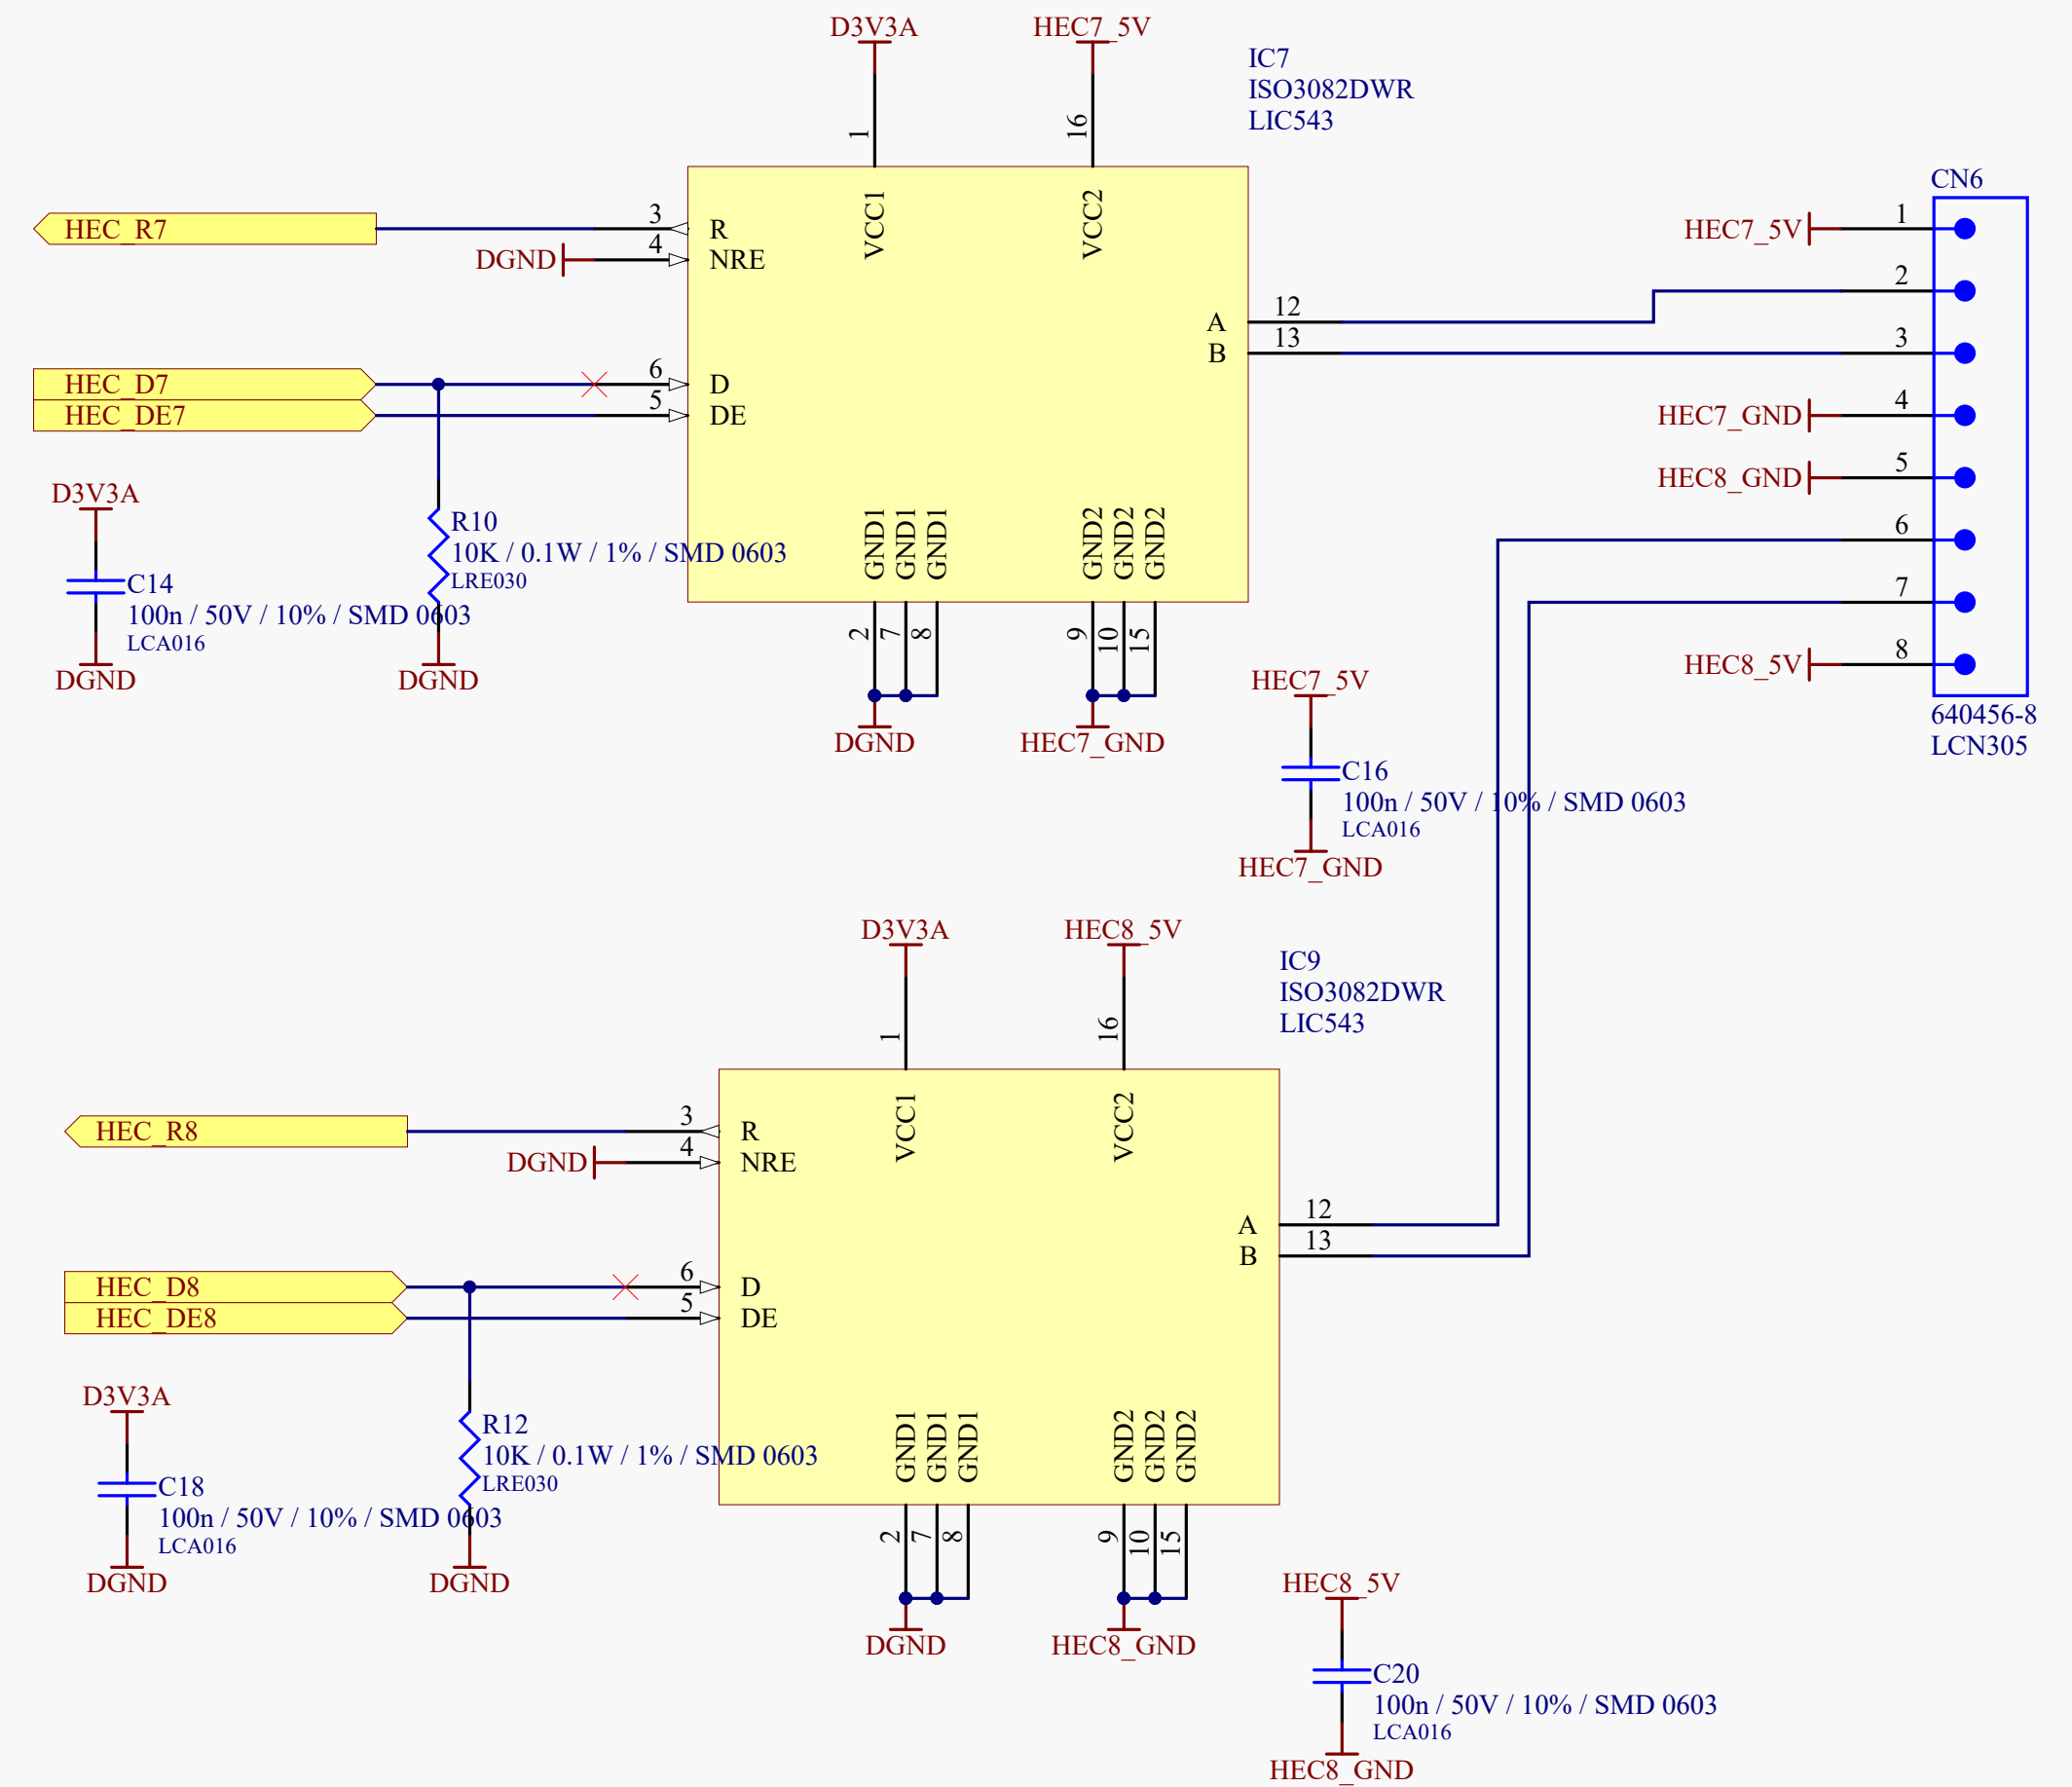 D3V3A
HEC7_5V
IC7
ISO3082DWR
LIC543
1
16
VCC1
VCC2
HEC_R7
3
R
DGND
4
NRE
12
A
13
B
HEC_D7
6
D
HEC_DE7
5
DE
D3V3A
C14
100n / 50V / 10% / SMD 0603
LCA016
DGND
R10
10K / 0.1W / 1% / SMD 0603
LRE030
DGND
GND1
GND1
GND1
GND2
GND2
GND2
2
7
8
9
10
15
DGND
HEC7_GND
CN6
HEC7_5V
1
2
3
HEC7_GND
4
HEC8_GND
5
6
7
HEC8_5V
8
640456-8
LCN305
HEC7_5V
C16
100n / 50V / 10% / SMD 0603
LCA016
HEC7_GND
D3V3A
HEC8_5V
IC9
ISO3082DWR
LIC543
1
16
VCC1
VCC2
HEC_R8
3
R
DGND
4
NRE
12
A
13
B
HEC_D8
6
D
HEC_DE8
5
DE
D3V3A
C18
100n / 50V / 10% / SMD 0603
LCA016
DGND
R12
10K / 0.1W / 1% / SMD 0603
LRE030
DGND
GND1
GND1
GND1
GND2
GND2
GND2
2
7
8
9
10
15
DGND
HEC8_GND
HEC8_5V
C20
100n / 50V / 10% / SMD 0603
LCA016
HEC8_GND